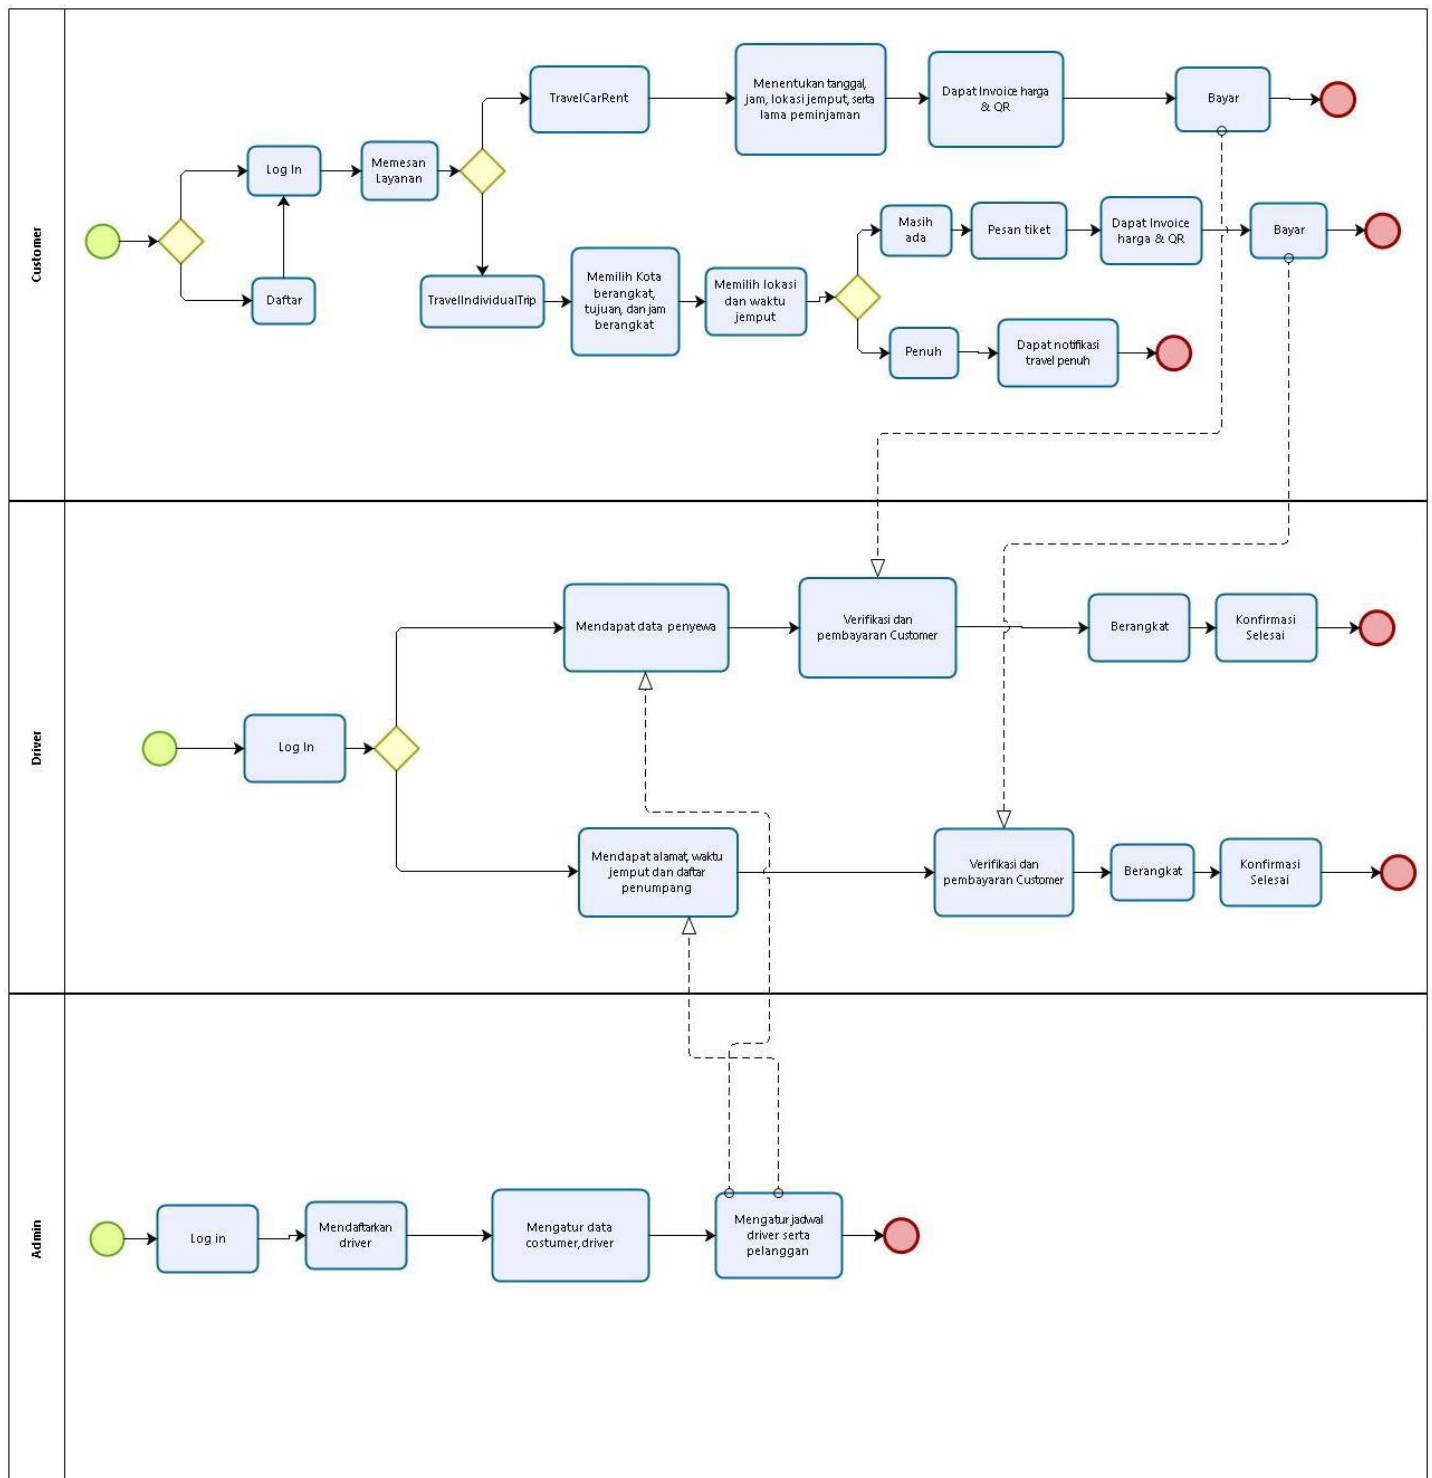 Customer
TravelCarRent
Menentukan tanggal,
jam, lokasi jemput, serta
lama peminjaman
Dapat Invoice harga
& QR
Bayar
Log In
Memesan
Layanan
Daftar
TravelIndividualTrip
Memilih Kota
berangkat,
tujuan, dan jam
berangkat
Memilih lokasi
dan waktu
jemput
Masih
ada
Pesan tiket
Dapat Invoice
harga & QR
Bayar
Penuh
Dapat notifikasi
travel penuh
Driver
Log In
Mendapat data penyewa
Verifikasi dan
pembayaran Customer
Berangkat
Konfirmasi
Selesai
Mendapat alamat, waktu
jemput dan daftar
penumpang
Verifikasi dan
pembayaran Customer
Berangkat
Konfirmasi
Selesai
Admin
Log in
Mendaftarkan
driver
Mengatur data
costumer,driver
Mengatur jadwal
driver serta
pelanggan